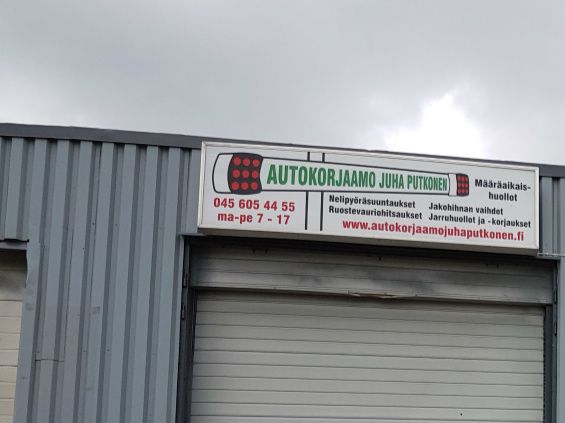 AUTOKORJAAMO JUHA PUTKONEN
Määräaikais-
huollot
045 605 44 55
ma-pe 7 - 17
Nelipyöräsuuntaukset
Jakohihnan vaihdet
Ruostevauriohitsaukset
Jarruhuollot ja -korjaukset
www.autokorjaamojuhaputkonen.fi